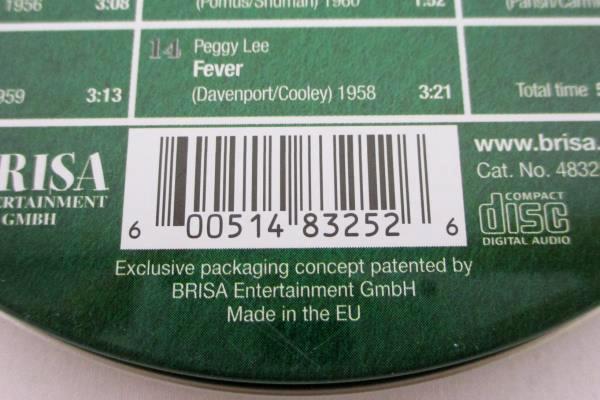 1956 3:08
(Pomus/Shuman) 1960 1:52
14 Peggy Lee
Fever
(Davenport/Cooley) 1958 3:21
959 3:13
Total time 5
BRISA
ERTAINMENT
GMBH
6 00514 83252 6
www.brisa.
Cat. No. 4832
COMPACT
disc
DIGITAL AUDIO
Exclusive packaging concept patented by
BRISA Entertainment GmbH
Made in the EU